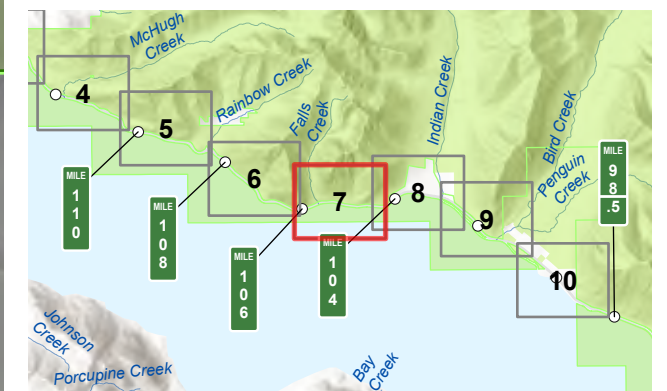 McHugh
Creek
4
5
Rainbow Creek
Falls
Creek
6
7
Indian Creek
8
Bird Creek
Penguin
Creek
9
10
MILE
9
8
.5
MILE
1
1
0
MILE
1
0
8
MILE
1
0
6
MILE
1
0
4
Johnson
Creek
Porcupine Creek
Bay
Creek